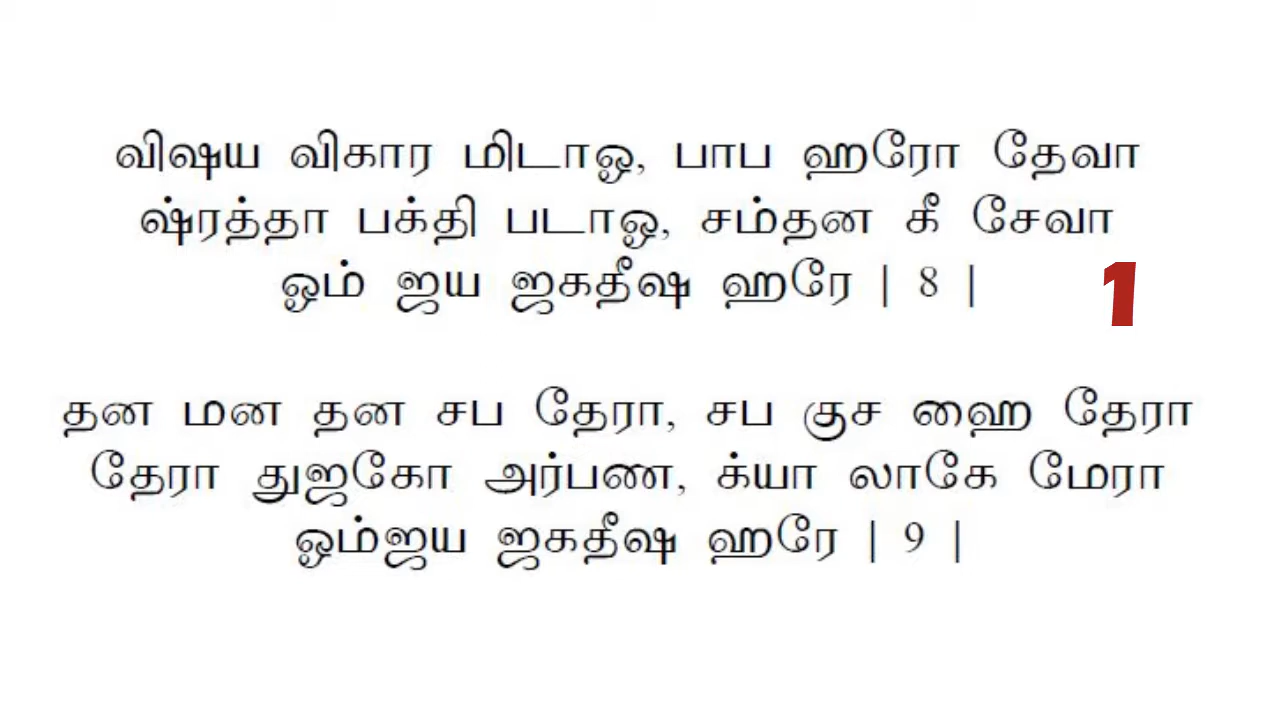 விஷய விகார மிடாஓ, பாப ஹரோ தேவா
ஷ்ரத்தா பக்தி படாஓ, சம்தன கீ சேவா
ஓம் ஜய ஜகதீஷ ஹரே | 8 |
1
தன மன தன சப தேரா, சப குச ஹை தேரா
தேரா துஜகோ அர்பண, க்யா லாகே மேரா
ஓம்ஜய ஜகதீஷ ஹரே | 9 |